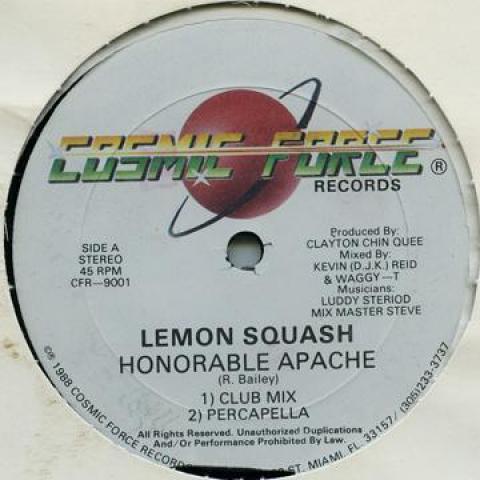 COSMIC FORCE ®
RECORDS
SIDE A
STEREO
45 RPM
CFR—9001
Produced By:
CLAYTON CHIN QUEE
Mixed By:
KEVIN (D.J.K.) REID
& WAGGY—T
Musicians:
LUDDY STERIOD
MIX MASTER STEVE
LEMON SQUASH
HONORABLE APACHE
(R. Bailey)
1) CLUB MIX
2) PERCAPELLA
All Rights Reserved. Unauthorized Duplications
And/Or Performance Prohibited By Law.
©℗ 1988 COSMIC FORCE RECORDS ST. MIAMI, FL. 33157/ (305)233-3737